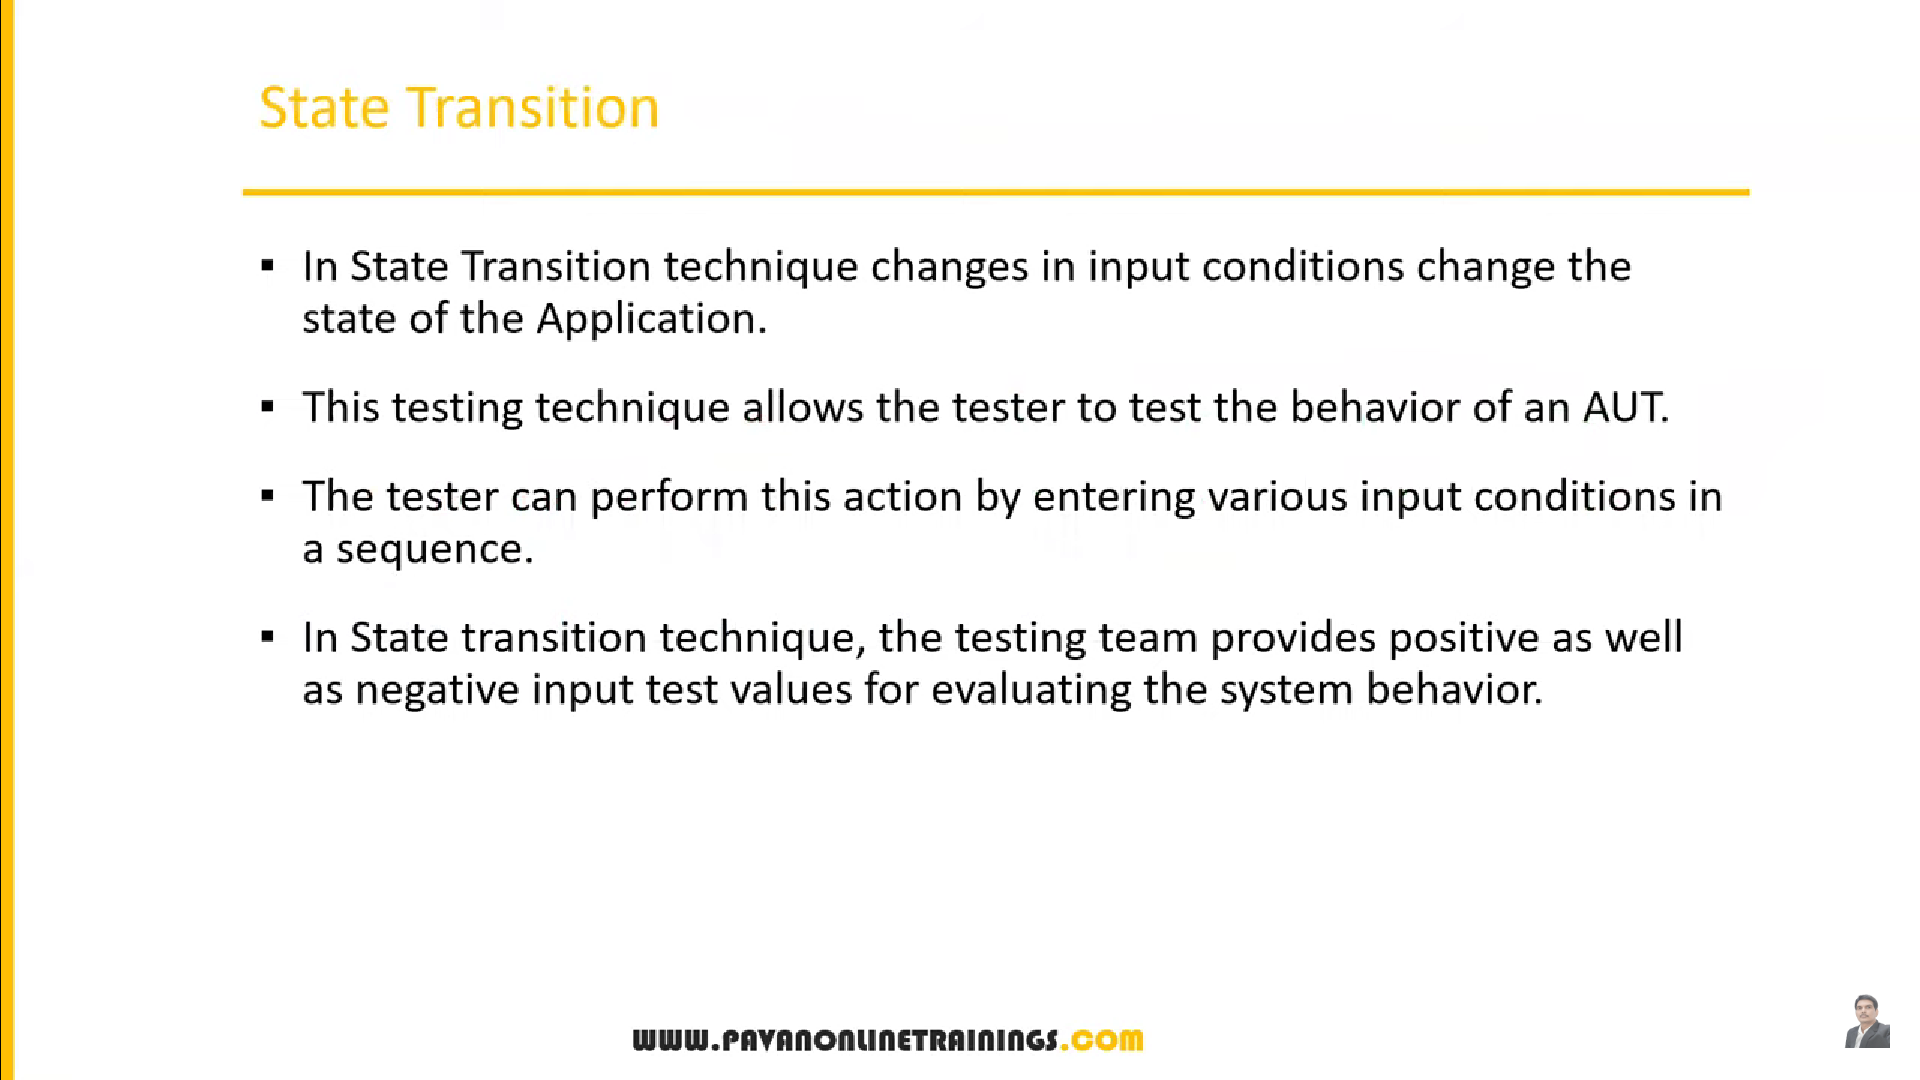 State Transition
▪ In State Transition technique changes in input conditions change the
state of the Application.
▪ This testing technique allows the tester to test the behavior of an AUT.
▪ The tester can perform this action by entering various input conditions in
a sequence.
▪ In State transition technique, the testing team provides positive as well
as negative input test values for evaluating the system behavior.
WWW.PAVANONLINETRAININGS.COM